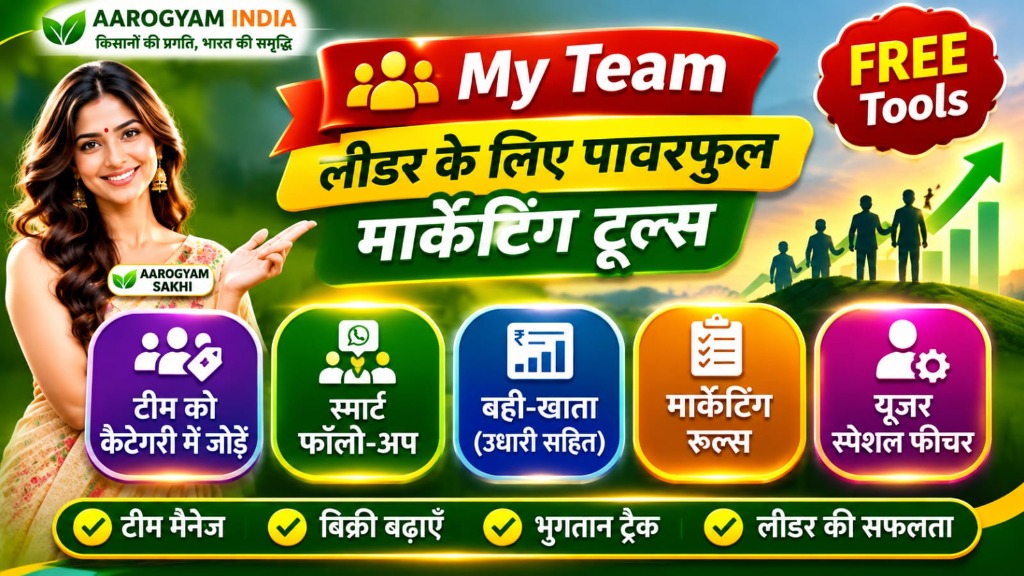 AAROGYAM INDIA
किसानों की प्रगति, भारत की समृद्धि
My Team
FREE
Tools
लीडर के लिए पावरफुल
मार्केटिंग टूल्स
AAROGYAM
SAKHI
टीम को
कैटेगरी में जोड़ें
स्मार्ट
फॉलो-अप
₹
बही-खाता
(उधारी सहित)
मार्केटिंग
रूल्स
यूजर
स्पेशल फीचर
टीम मैनेज
बिक्री बढ़ाएँ
भुगतान ट्रैक
लीडर की सफलता